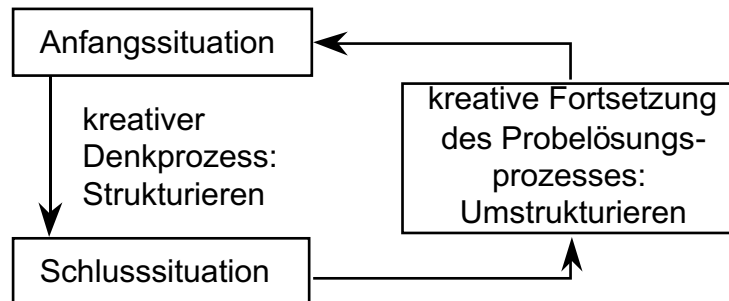 Anfangssituation
kreativer
Denkprozess:
Strukturieren
Schlusssituation
kreative Fortsetzung
des Probelösungs-
prozesses:
Umstrukturieren